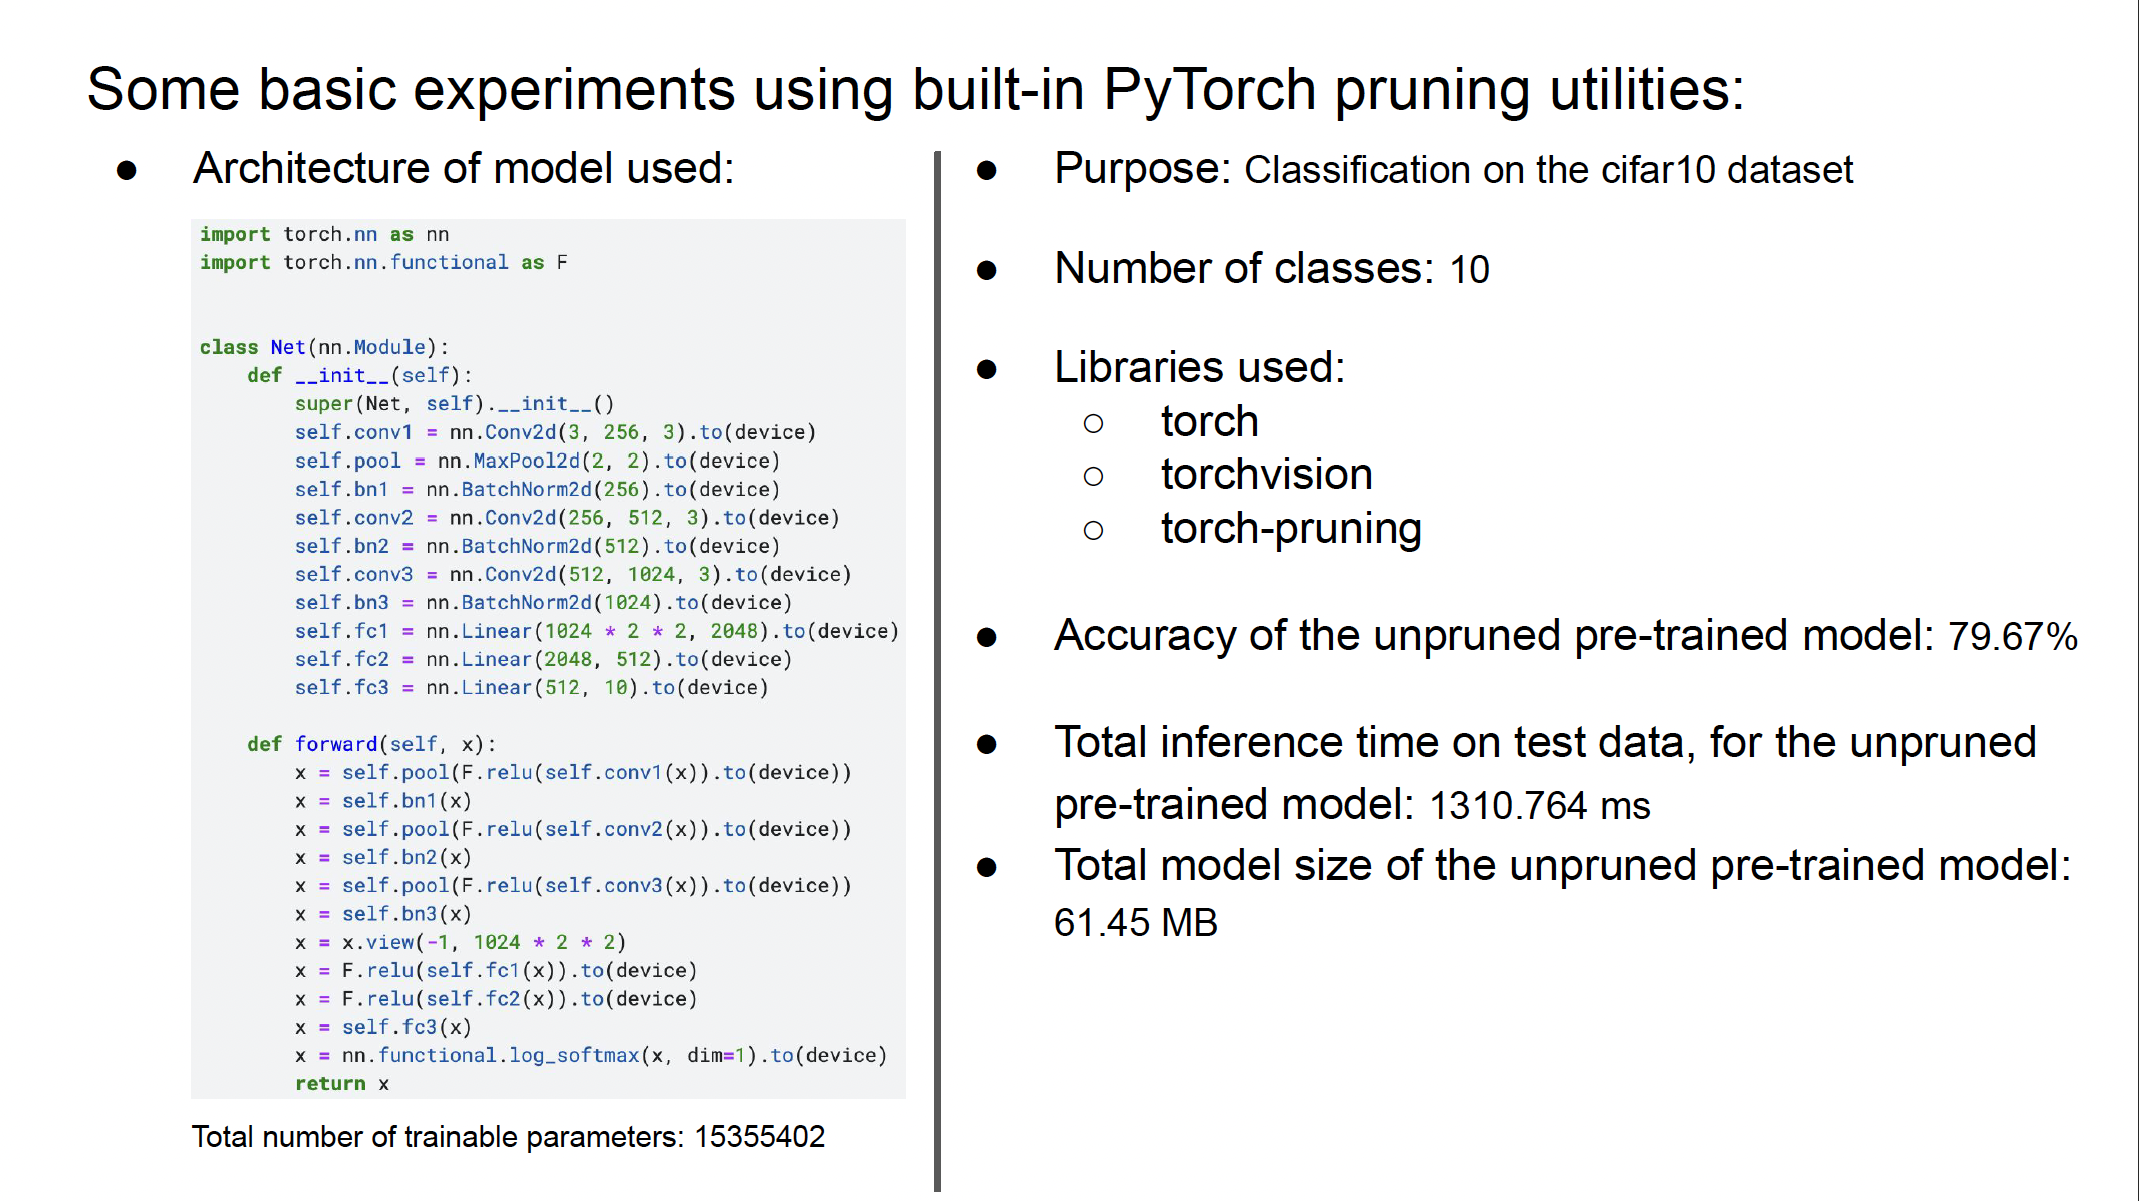 Some basic experiments using built-in PyTorch pruning utilities:
● Architecture of model used:
import torch.nn as nn
import torch.nn.functional as F
class Net(nn.Module):
    def __init__(self):
        super(Net, self).__init__()
        self.conv1 = nn.Conv2d(3, 256, 3).to(device)
        self.pool = nn.MaxPool2d(2, 2).to(device)
        self.bn1 = nn.BatchNorm2d(256).to(device)
        self.conv2 = nn.Conv2d(256, 512, 3).to(device)
        self.bn2 = nn.BatchNorm2d(512).to(device)
        self.conv3 = nn.Conv2d(512, 1024, 3).to(device)
        self.bn3 = nn.BatchNorm2d(1024).to(device)
        self.fc1 = nn.Linear(1024 * 2 * 2, 2048).to(device)
        self.fc2 = nn.Linear(2048, 512).to(device)
        self.fc3 = nn.Linear(512, 10).to(device)
    def forward(self, x):
        x = self.pool(F.relu(self.conv1(x)).to(device))
        x = self.bn1(x)
        x = self.pool(F.relu(self.conv2(x)).to(device))
        x = self.bn2(x)
        x = self.pool(F.relu(self.conv3(x)).to(device))
        x = self.bn3(x)
        x = x.view(-1, 1024 * 2 * 2)
        x = F.relu(self.fc1(x)).to(device)
        x = F.relu(self.fc2(x)).to(device)
        x = self.fc3(x)
        x = nn.functional.log_softmax(x, dim=1).to(device)
        return x
Total number of trainable parameters: 15355402
● Purpose: Classification on the cifar10 dataset
● Number of classes: 10
● Libraries used:
○ torch
○ torchvision
○ torch-pruning
● Accuracy of the unpruned pre-trained model: 79.67%
● Total inference time on test data, for the unpruned
pre-trained model: 1310.764 ms
● Total model size of the unpruned pre-trained model:
61.45 MB